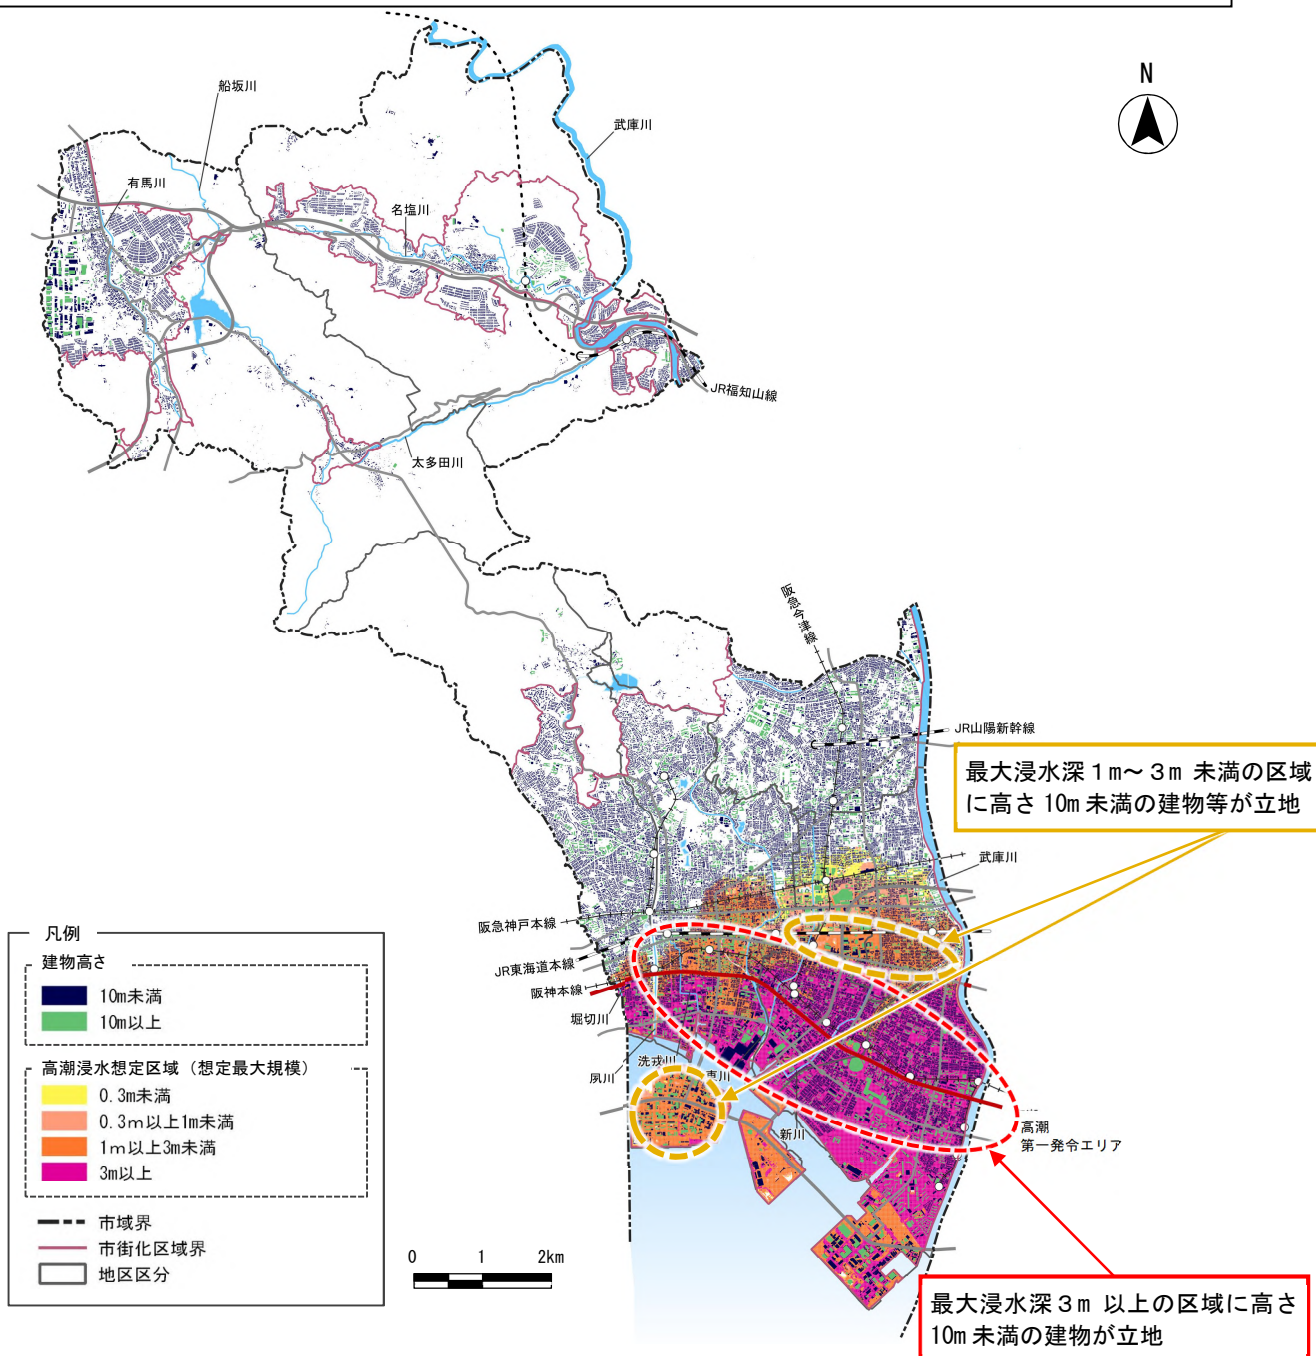 船坂川
武庫川
N
有馬川
名塩川
JR福知山線
太多田川
阪急今津線
JR山陽新幹線
最大浸水深1m～3m 未満の区域
に高さ 10m 未満の建物等が立地
武庫川
阪急神戸本線
JR東海道本線
阪神本線
堀切川
夙川
洗戎川
東川
新川
高潮
第一発令エリア
凡例
建物高さ
10m未満
10m以上
高潮浸水想定区域（想定最大規模）
0.3m未満
0.3m以上1m未満
1m以上3m未満
3m以上
市域界
市街化区域界
地区区分
0 1 2km
最大浸水深3m 以上の区域に高さ
10m 未満の建物が立地